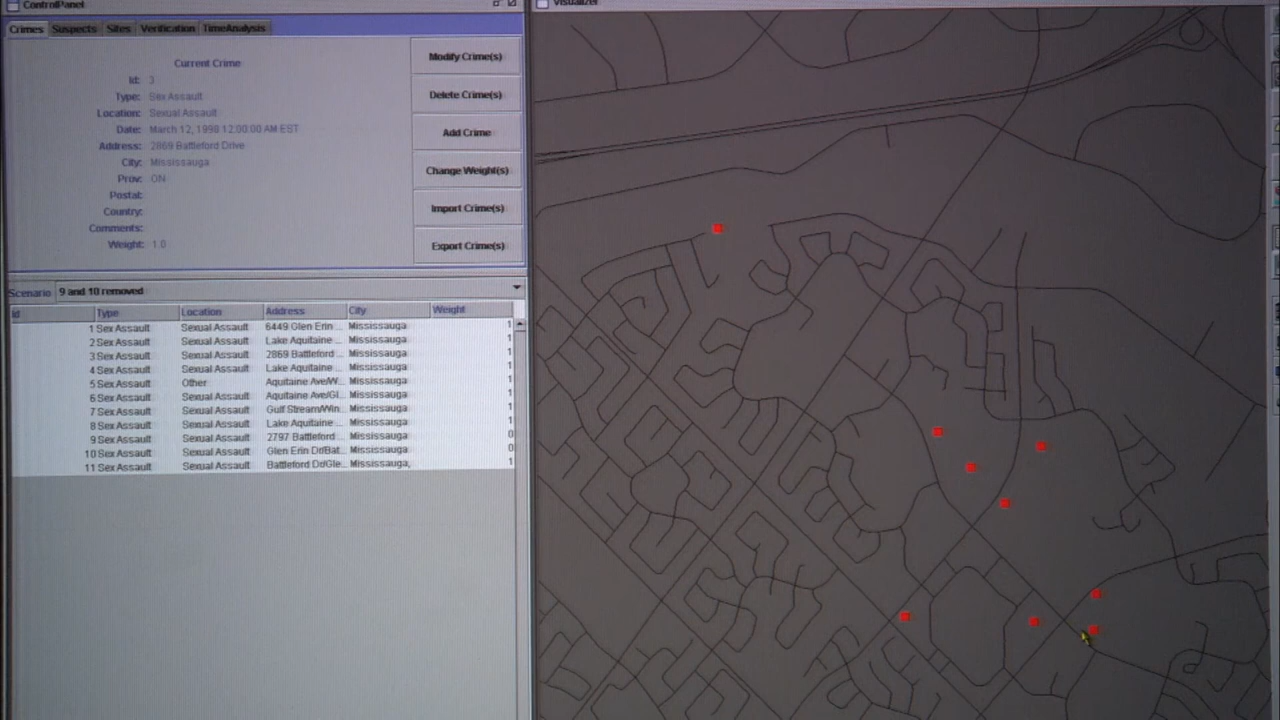 ControlPanel
Visualizer
Crimes Suspects Sites Verification TimeAnalysis
Current Crime
Id: 3
Type: Sex Assault
Location: Sexual Assault
Date: March 12, 1998 12:00:00 AM EST
Address: 2869 Battleford Drive
City: Mississauga
Prov: ON
Postal:
Country:
Comments:
Weight: 1.0
Modify Crime(s)
Delete Crime(s)
Add Crime
Change Weight(s)
Import Crime(s)
Export Crime(s)
Scenario 9 and 10 removed
Id Type Location Address City Weight
1 Sex Assault Sexual Assault 6449 Glen Erin ... Mississauga 1
2 Sex Assault Sexual Assault Lake Aquitaine ... Mississauga 1
3 Sex Assault Sexual Assault 2869 Battleford ... Mississauga 1
4 Sex Assault Sexual Assault Lake Aquitaine ... Mississauga 1
5 Sex Assault Other Aquitaine Ave/W... Mississauga 1
6 Sex Assault Sexual Assault Aquitaine Ave/Gl... Mississauga 1
7 Sex Assault Sexual Assault Gulf Stream/Win... Mississauga 1
8 Sex Assault Sexual Assault Lake Aquitaine ... Mississauga 1
9 Sex Assault Sexual Assault 2797 Battleford ... Mississauga 0
10 Sex Assault Sexual Assault Glen Erin Dr/Bat... Mississauga 0
11 Sex Assault Sexual Assault Battleford Dr/Gle... Mississauga, 1